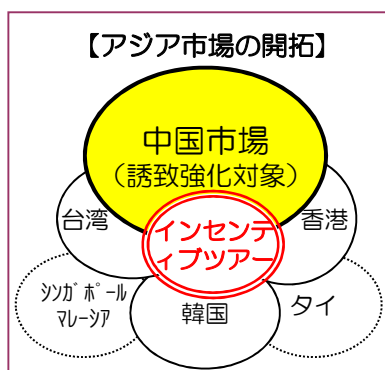 【アジア市場の開拓】
中国市場
(誘致強化対象)
台湾
インセンテ
ィブツアー
香港
ｼﾝｶﾞﾎﾟｰﾙ
ﾏﾚｰｼｱ
韓国
タイ